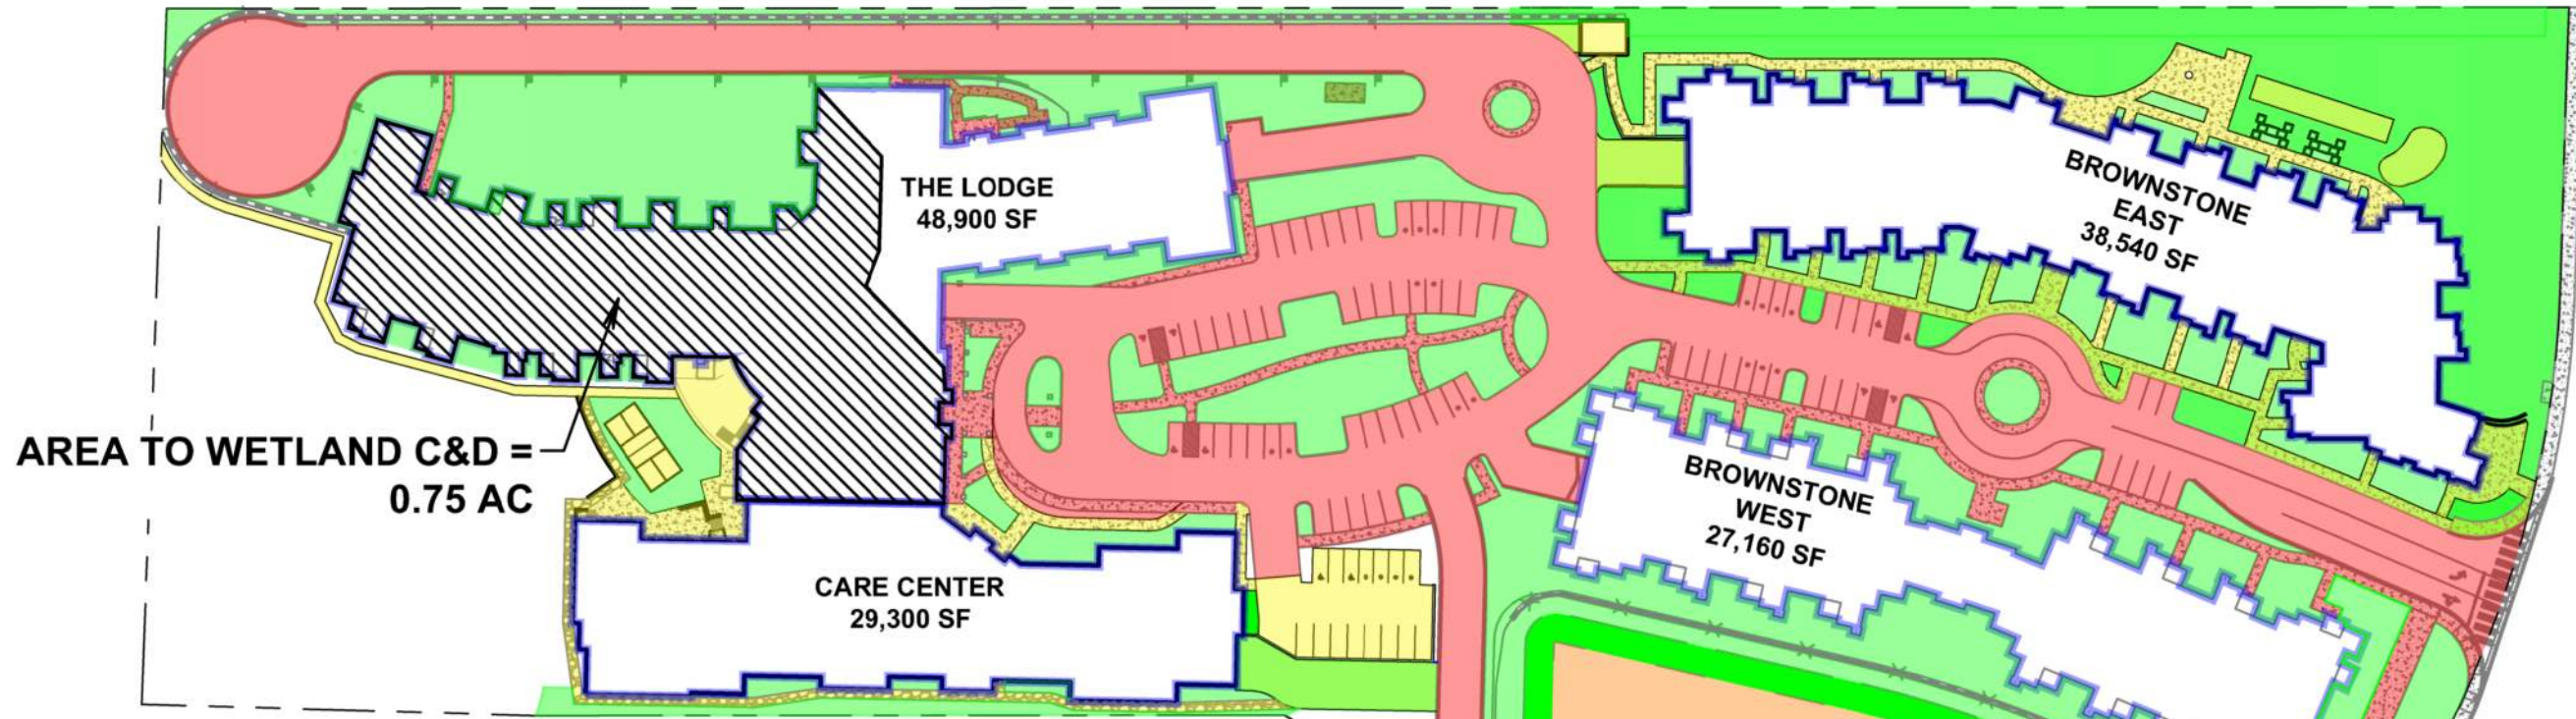 THE LODGE
48,900 SF
BROWNSTONE
EAST
38,540 SF
AREA TO WETLAND C&D =
0.75 AC
BROWNSTONE
WEST
27,160 SF
CARE CENTER
29,300 SF